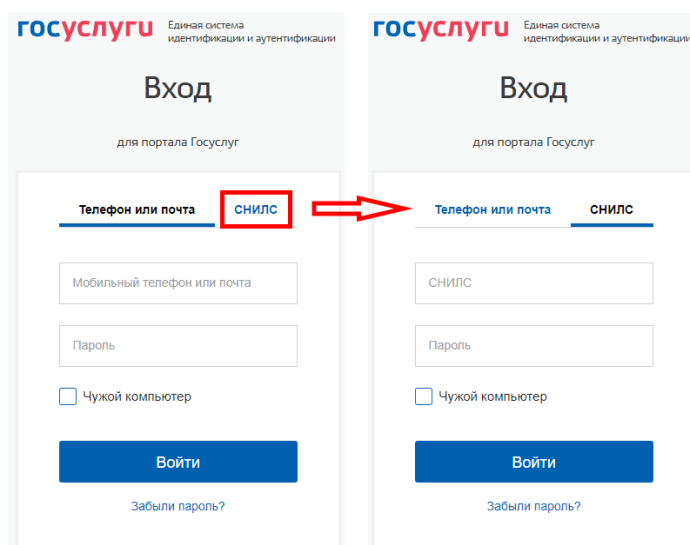 госуслуги
Единая система
идентификации и аутентификации
Вход
для портала Госуслуг
Телефон или почта СНИЛС
Мобильный телефон или почта
Пароль
Чужой компьютер
Войти
Забыли пароль?
госуслуги
Единая система
идентификации и аутентификации
Вход
для портала Госуслуг
Телефон или почта СНИЛС
СНИЛС
Пароль
Чужой компьютер
Войти
Забыли пароль?